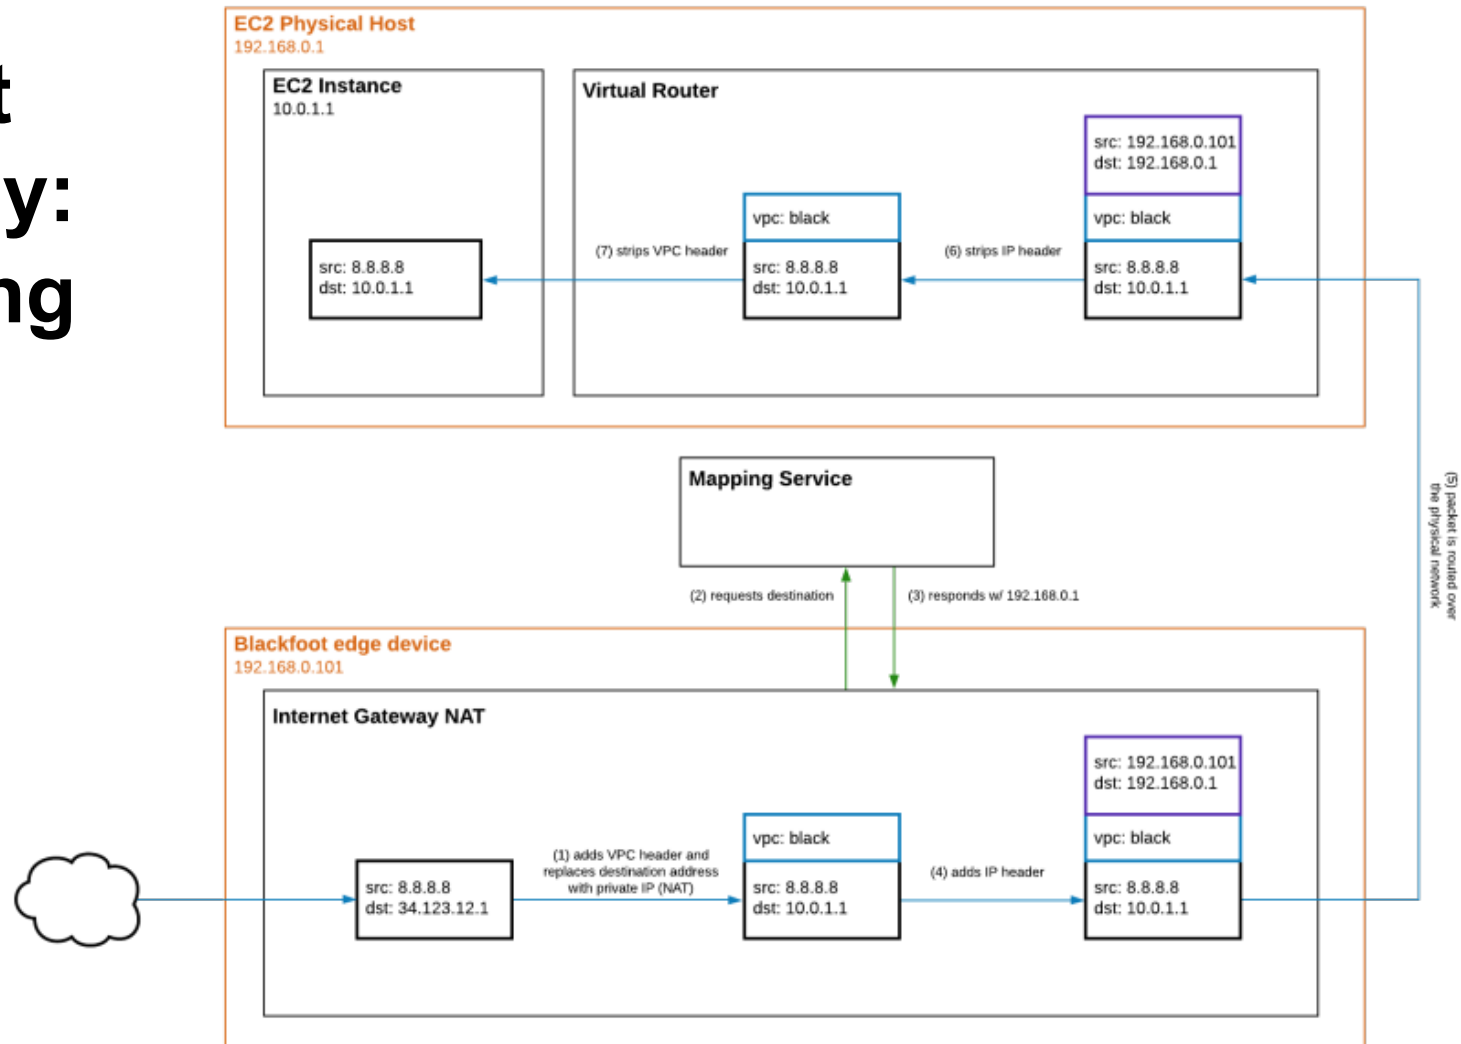 t
y:
ng
EC2 Physical Host
192.168.0.1
EC2 Instance
10.0.1.1
src: 8.8.8.8
dst: 10.0.1.1
Virtual Router
(7) strips VPC header
vpc: black
src: 8.8.8.8
dst: 10.0.1.1
(6) strips IP header
src: 192.168.0.101
dst: 192.168.0.1
vpc: black
src: 8.8.8.8
dst: 10.0.1.1
Mapping Service
(2) requests destination
(3) responds w/ 192.168.0.1
(5) packet is routed over
the physical network
Blackfoot edge device
192.168.0.101
Internet Gateway NAT
src: 8.8.8.8
dst: 34.123.12.1
(1) adds VPC header and
replaces destination address
with private IP (NAT)
vpc: black
src: 8.8.8.8
dst: 10.0.1.1
(4) adds IP header
src: 192.168.0.101
dst: 192.168.0.1
vpc: black
src: 8.8.8.8
dst: 10.0.1.1